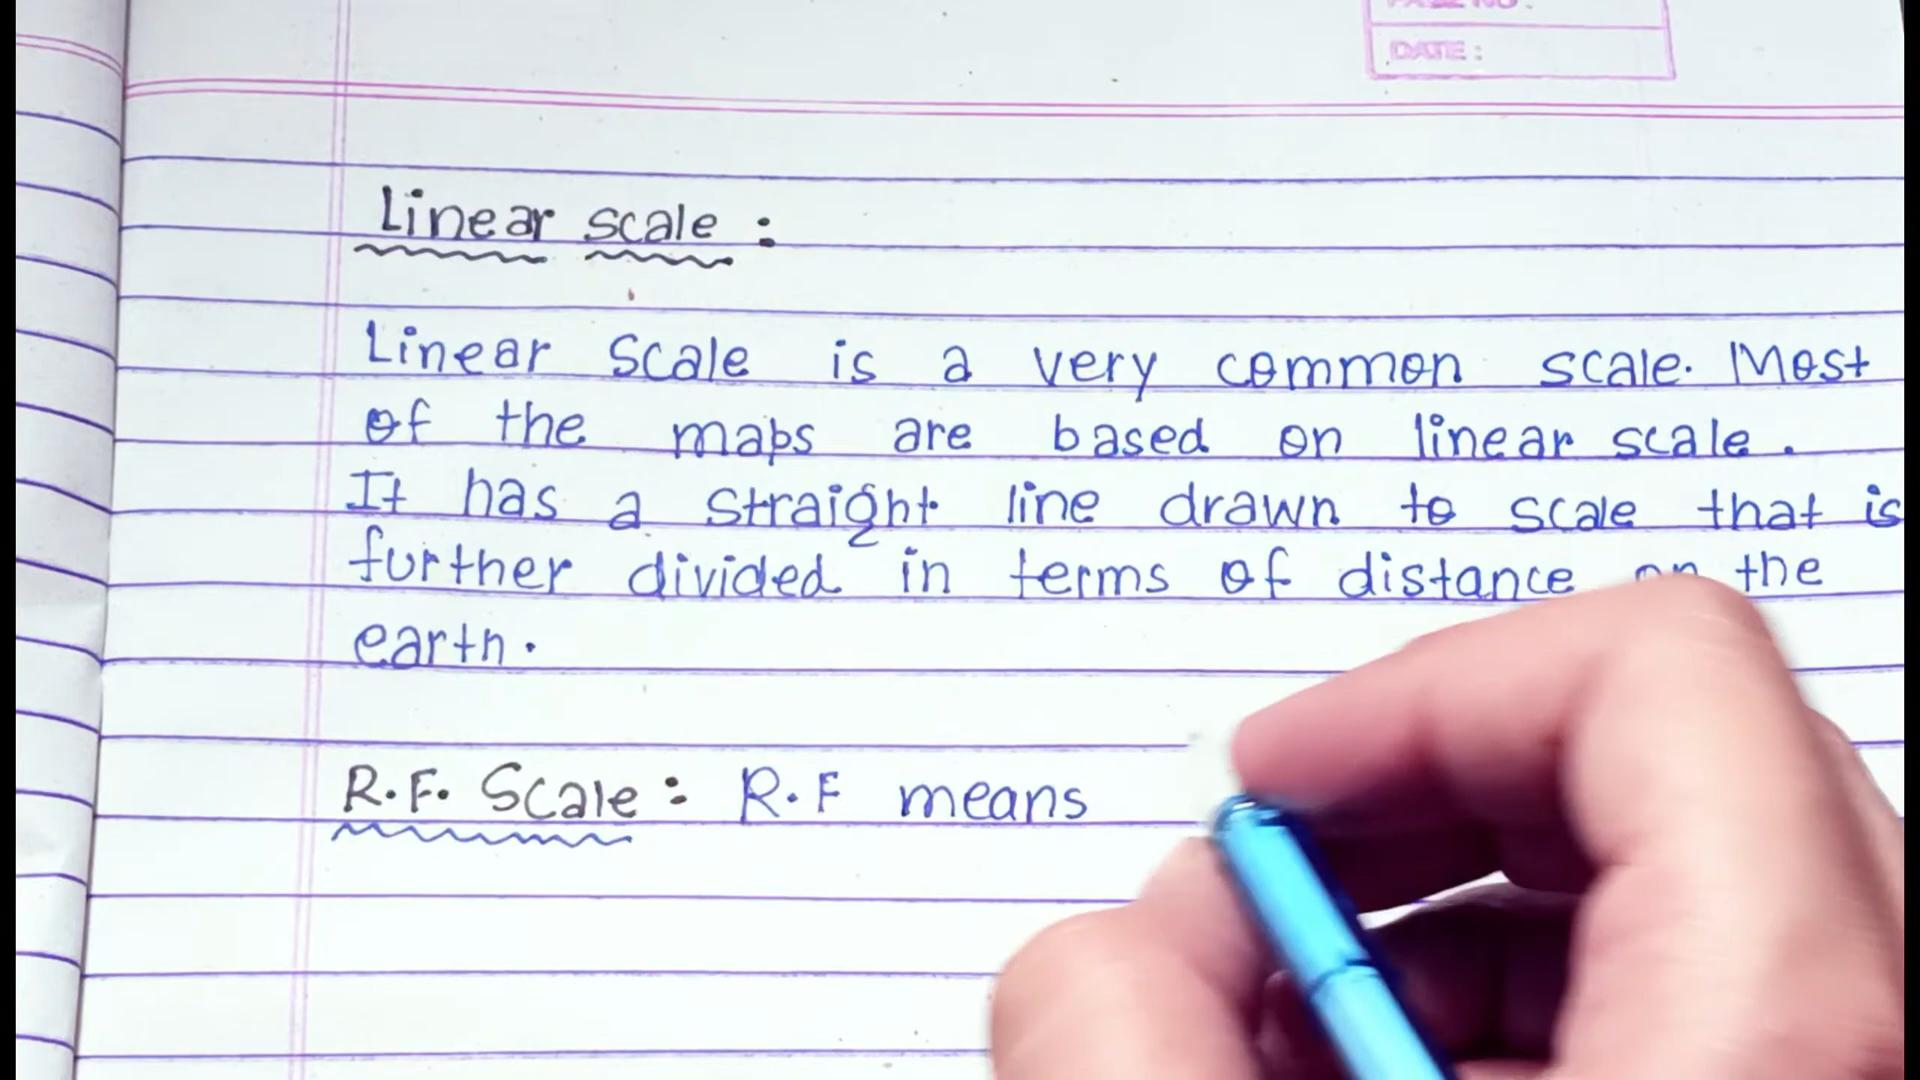 DATE :
Linear scale :
Linear Scale is a very common scale. Most
of the maps are based on linear scale.
It has a straight line drawn to scale that is
further divided in terms of distance on the
earth.
R.F. Scale : R.F means